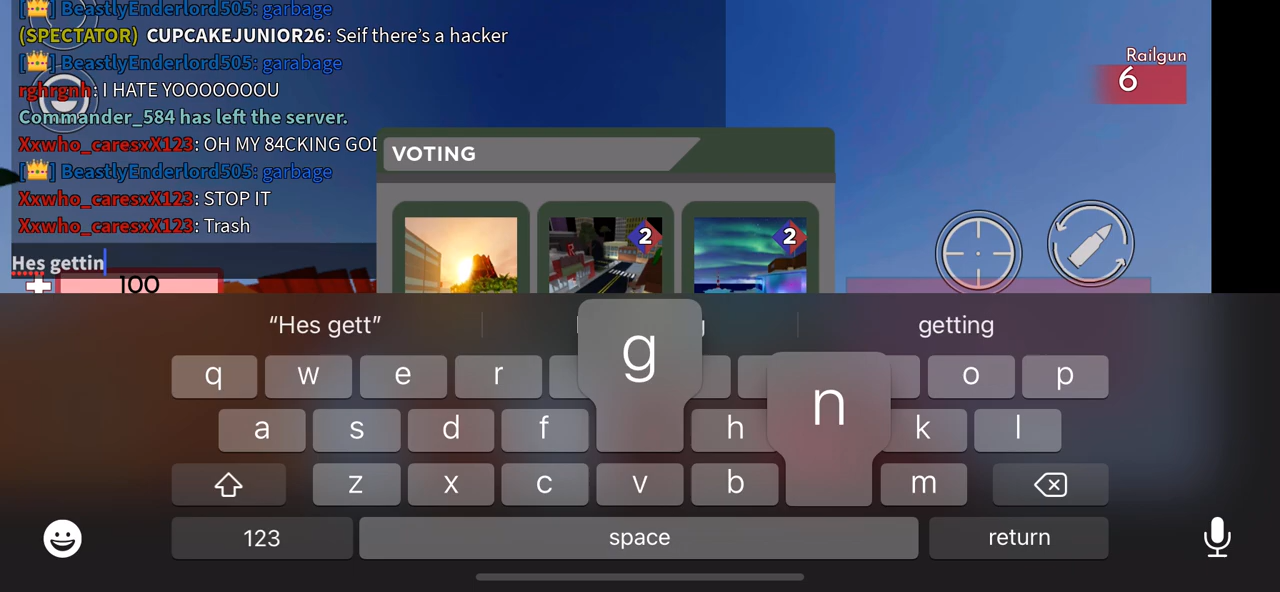 [👑] BeastlyEnderlord505: garbage
(SPECTATOR) CUPCAKEJUNIOR26: Seif there's a hacker
[👑] BeastlyEnderlord505: garabage
rghrgnh: I HATE YOOOOOOOU
Commander_584 has left the server.
Xxwho_caresxX123: OH MY 84CKING
[👑] BeastlyEnderlord505: garbage
Xxwho_caresxX123: STOP IT
Xxwho_caresxX123: Trash
Hes gettin
100
Railgun
6
VOTING
2
2
R
“Hes gett”
getting
q w e r o p
a s d f g h k l
z x c v b n m
123
space
return